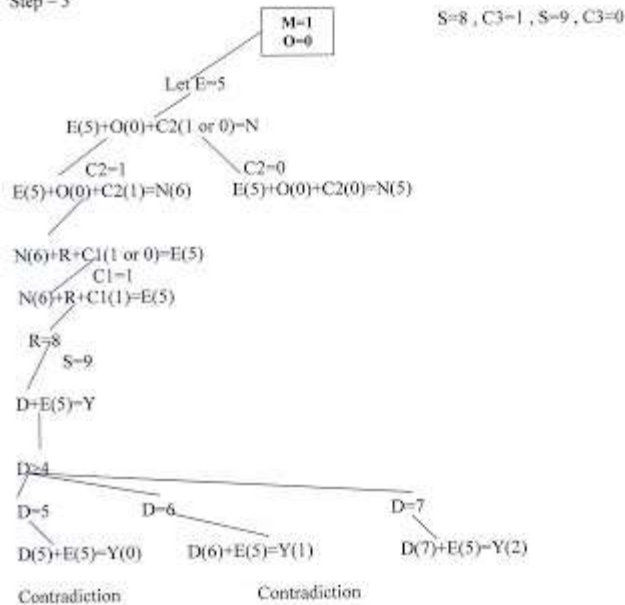 Step – 3
M=1
O=0
S=8 , C3=1 , S=9 , C3=0
Let E=5
E(5)+O(0)+C2(1 or 0)=N
C2=1
C2=0
E(5)+O(0)+C2(1)=N(6)
E(5)+O(0)+C2(0)=N(5)
N(6)+R+C1(1 or 0)=E(5)
C1=1
N(6)+R+C1(1)=E(5)
R=8
S=9
D+E(5)=Y
D>4
D=5
D=6
D=7
D(5)+E(5)=Y(0)
D(6)+E(5)=Y(1)
D(7)+E(5)=Y(2)
Contradiction
Contradiction